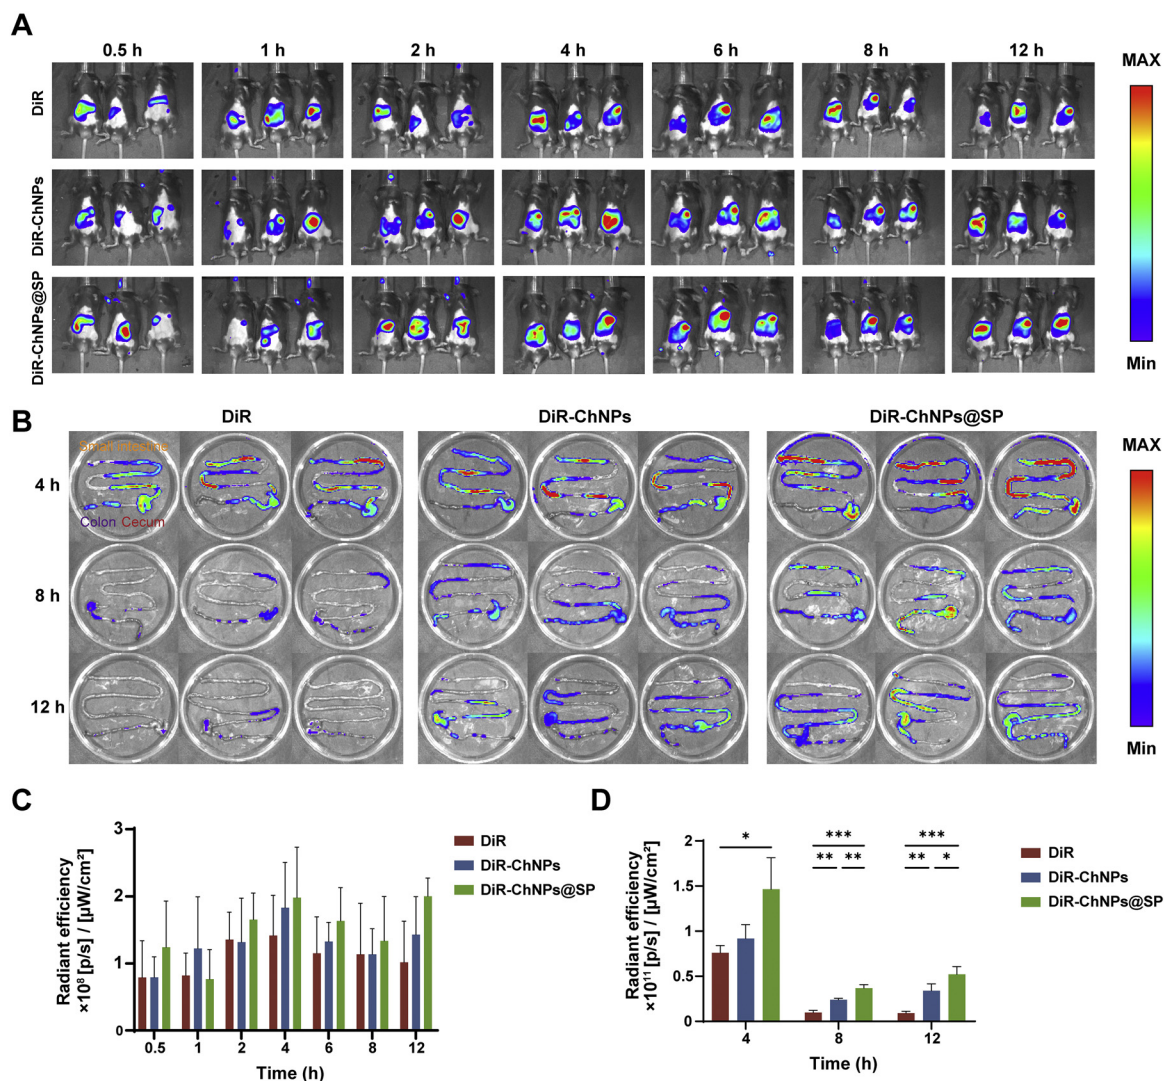 A
0.5 h 1 h 2 h 4 h 6 h 8 h 12 h
MAX
DiR
DiR-ChNPs
DiR-ChNPs@SP
Min
B
DiR DiR-ChNPs DiR-ChNPs@SP
Small intestine
MAX
4 h
Colon Cecum
8 h
12 h
Min
C
Radiant efficiency
×10⁸ [p/s] / [μW/cm²]
3
2
1
0
0.5 1 2 4 6 8 12
Time (h)
DiR
DiR-ChNPs
DiR-ChNPs@SP
D
Radiant efficiency
×10¹¹ [p/s] / [μW/cm²]
2
1.5
1
0.5
0
* *** ***
** ** ** *
4 8 12
Time (h)
DiR
DiR-ChNPs
DiR-ChNPs@SP